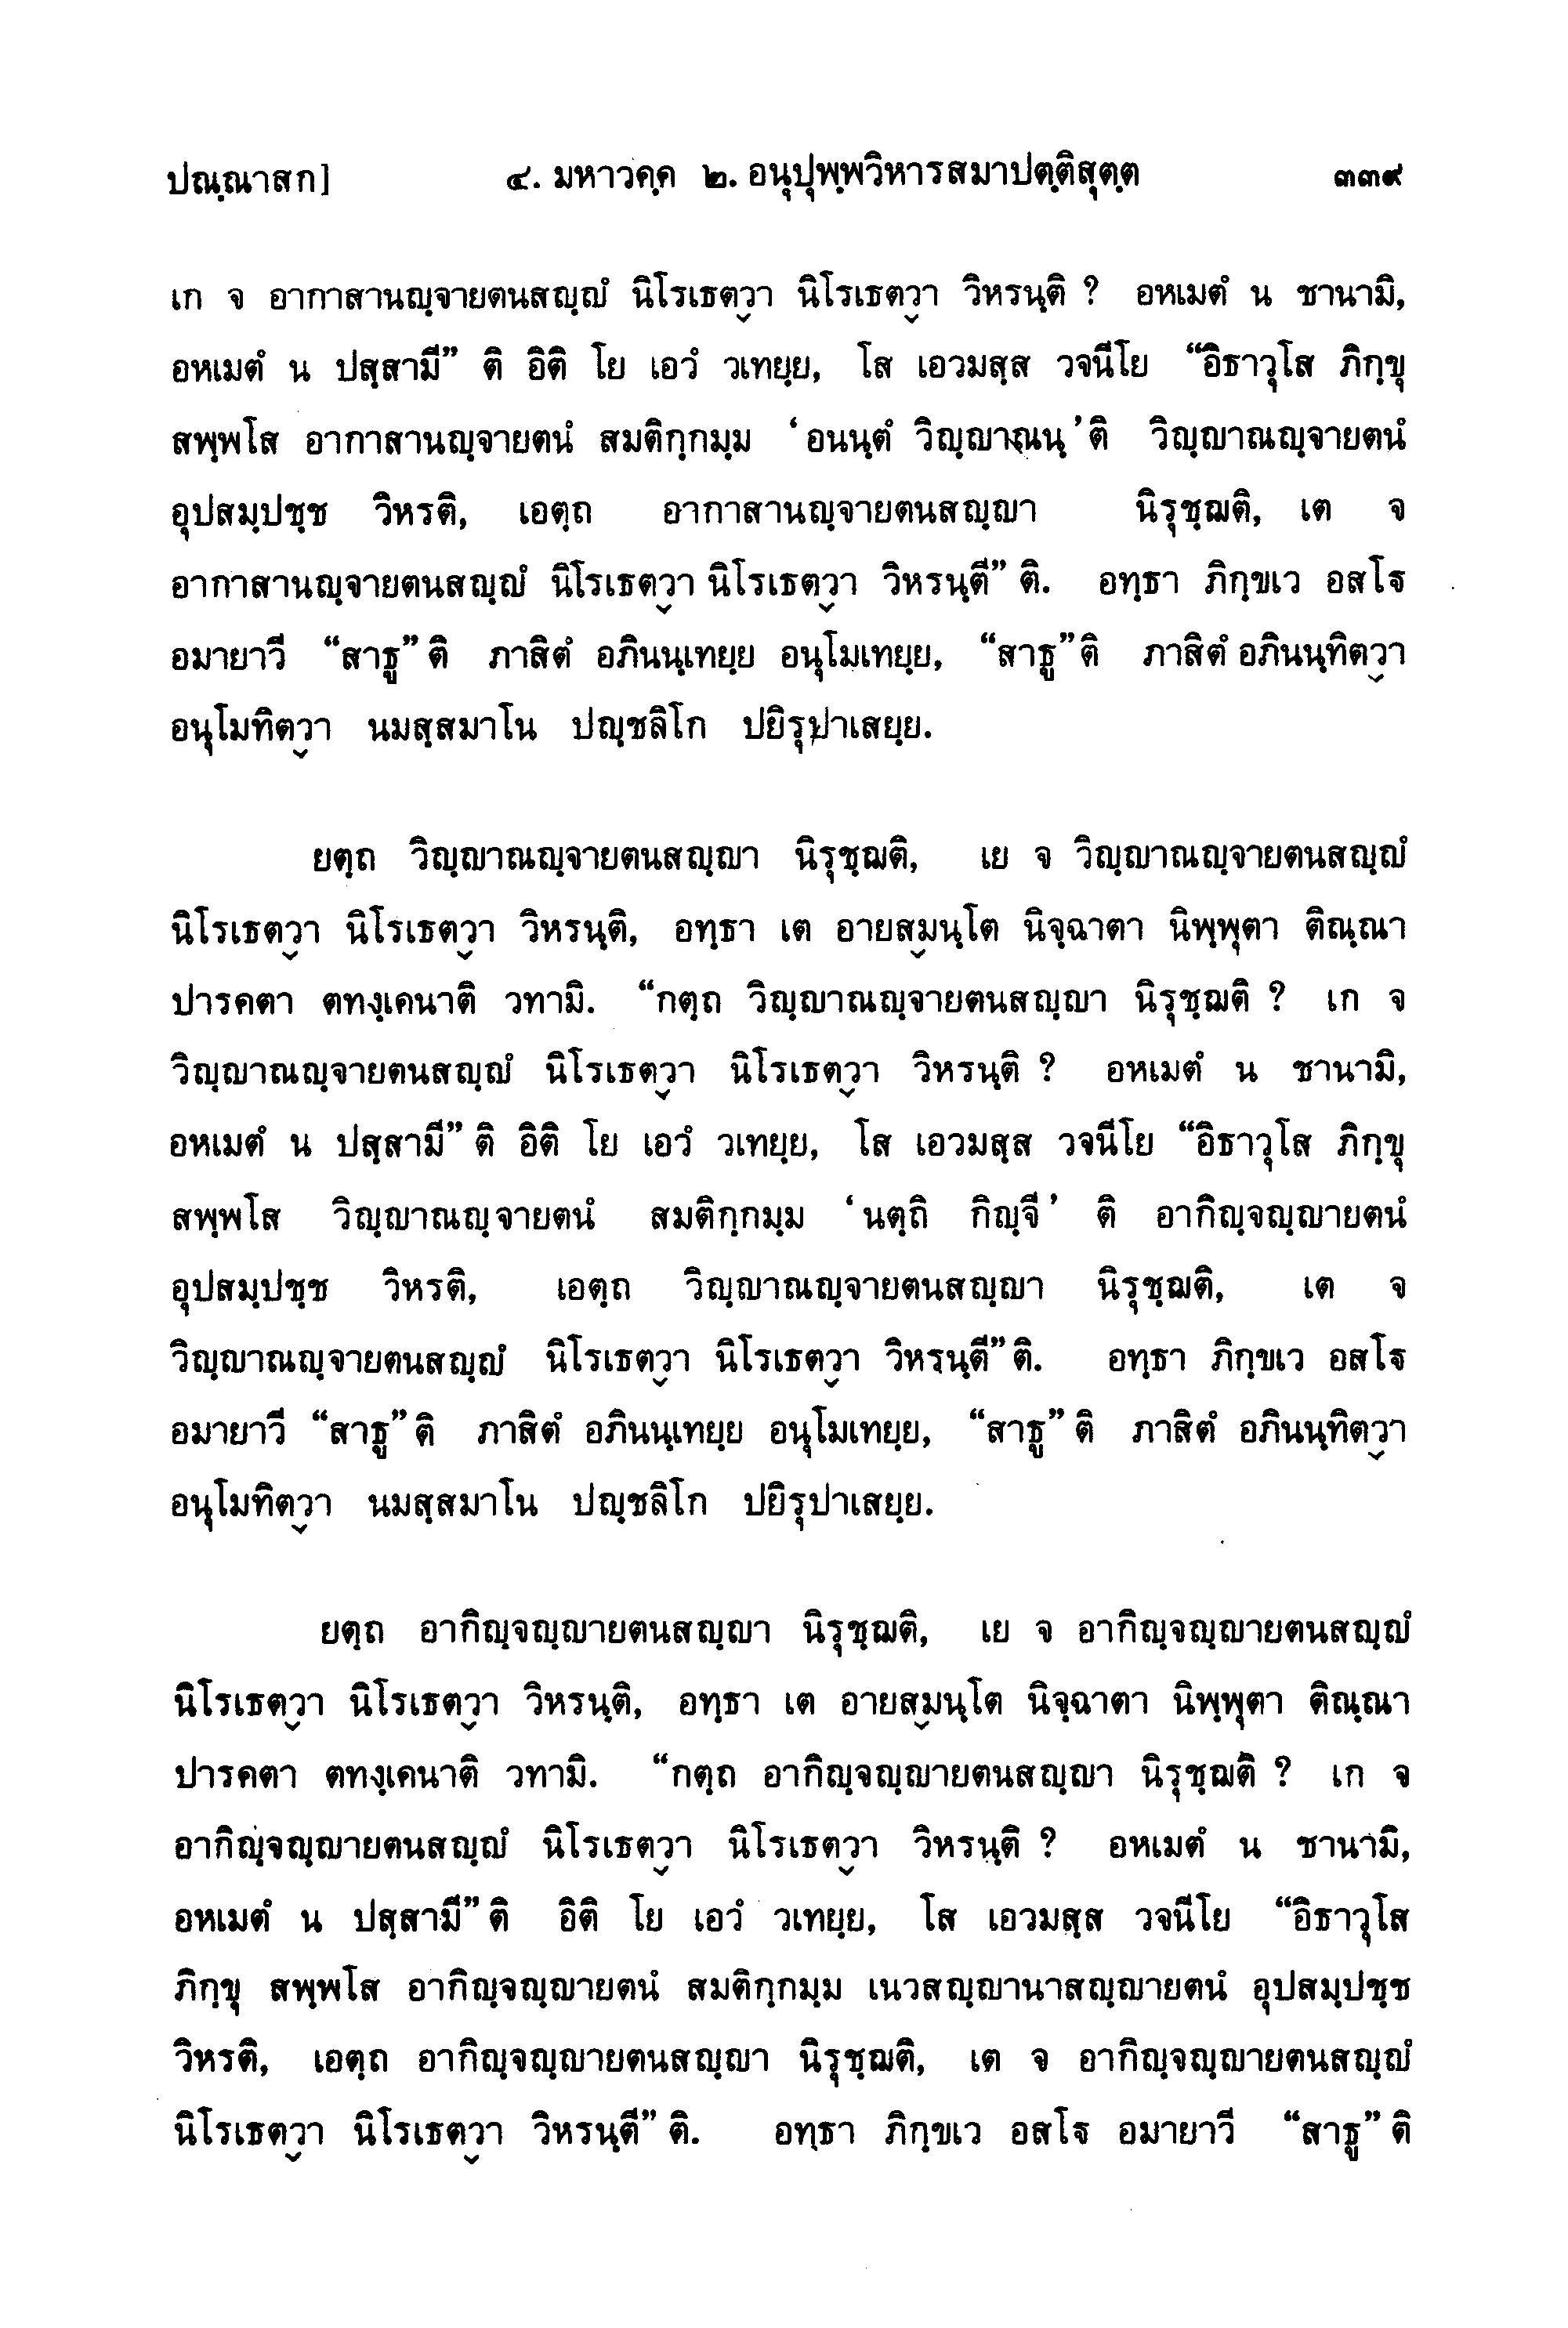 ปณฺณาสก] ๔. มหาวคฺค ๒. อนุปุพฺพวิหารสมาปตฺติสุตฺต ๓๓๙
เก จ อากาสานญฺจายตนสญฺญํ นิโรเธตฺวา นิโรเธตฺวา วิหรนฺติ ? อหเมตํ น ชานามิ,
อหเมตํ น ปสฺสามี” ติ อิติ โย เอวํ วเทยฺย, โส เอวมสฺส วจนีโย “อิธาวุโส ภิกฺขุ
สพฺพโส อากาสานญฺจายตนํ สมติกฺกมฺม ‘อนนฺตํ วิญฺญาณนฺ’ติ วิญฺญาณญฺจายตนํ
อุปสมฺปชฺช วิหรติ, เอตฺถ อากาสานญฺจายตนสญฺญา นิรุชฺฌติ, เต จ
อากาสานญฺจายตนสญฺญํ นิโรเธตฺวา นิโรเธตฺวา วิหรนฺตี” ติ. อทฺธา ภิกฺขเว อสโฐ
อมายาวี “สาธู” ติ ภาสิตํ อภินนฺเทยฺย อนุโมเทยฺย, “สาธู”ติ ภาสิตํ อภินนฺทิตฺวา
อนุโมทิตฺวา นมสฺสมาโน ปญฺชลิโก ปยิรุปาเสยฺย.
ยตฺถ วิญฺญาณญฺจายตนสญฺญา นิรุชฺฌติ, เย จ วิญฺญาณญฺจายตนสญฺญํ
นิโรเธตฺวา นิโรเธตฺวา วิหรนฺติ, อทฺธา เต อายสฺมนฺโต นิจฺฉาตา นิพฺพุตา ติณฺณา
ปารคตา ตทงฺเคนาติ วทามิ. “กตฺถ วิญฺญาณญฺจายตนสญฺญา นิรุชฺฌติ ? เก จ
วิญฺญาณญฺจายตนสญฺญํ นิโรเธตฺวา นิโรเธตฺวา วิหรนฺติ ? อหเมตํ น ชานามิ,
อหเมตํ น ปสฺสามี” ติ อิติ โย เอวํ วเทยฺย, โส เอวมสฺส วจนีโย “อิธาวุโส ภิกฺขุ
สพฺพโส วิญฺญาณญฺจายตนํ สมติกฺกมฺม ‘นตฺถิ กิญฺจี’ ติ อากิญฺจญฺญายตนํ
อุปสมฺปชฺช วิหรติ, เอตฺถ วิญฺญาณญฺจายตนสญฺญา นิรุชฺฌติ, เต จ
วิญฺญาณญฺจายตนสญฺญํ นิโรเธตฺวา นิโรเธตฺวา วิหรนฺตี” ติ. อทฺธา ภิกฺขเว อสโฐ
อมายาวี “สาธู”ติ ภาสิตํ อภินนฺเทยฺย อนุโมเทยฺย, “สาธู” ติ ภาสิตํ อภินนฺทิตฺวา
อนุโมทิตฺวา นมสฺสมาโน ปญฺชลิโก ปยิรุปาเสยฺย.
ยตฺถ อากิญฺจญฺญายตนสญฺญา นิรุชฺฌติ, เย จ อากิญฺจญฺญายตนสญฺญํ
นิโรเธตฺวา นิโรเธตฺวา วิหรนฺติ, อทฺธา เต อายสฺมนฺโต นิจฺฉาตา นิพฺพุตา ติณฺณา
ปารคตา ตทงฺเคนาติ วทามิ. “กตฺถ อากิญฺจญฺญายตนสญฺญา นิรุชฺฌติ ? เก จ
อากิญฺจญฺญายตนสญฺญํ นิโรเธตฺวา นิโรเธตฺวา วิหรนฺติ ? อหเมตํ น ชานามิ,
อหเมตํ น ปสฺสามี” ติ อิติ โย เอวํ วเทยฺย, โส เอวมสฺส วจนีโย “อิธาวุโส
ภิกฺขุ สพฺพโส อากิญฺจญฺญายตนํ สมติกฺกมฺม เนวสญฺญานาสญฺญายตนํ อุปสมฺปชฺช
วิหรติ, เอตฺถ อากิญฺจญฺญายตนสญฺญา นิรุชฺฌติ, เต จ อากิญฺจญฺญายตนสญฺญํ
นิโรเธตฺวา นิโรเธตฺวา วิหรนฺตี” ติ. อทฺธา ภิกฺขเว อสโฐ อมายาวี “สาธู” ติ